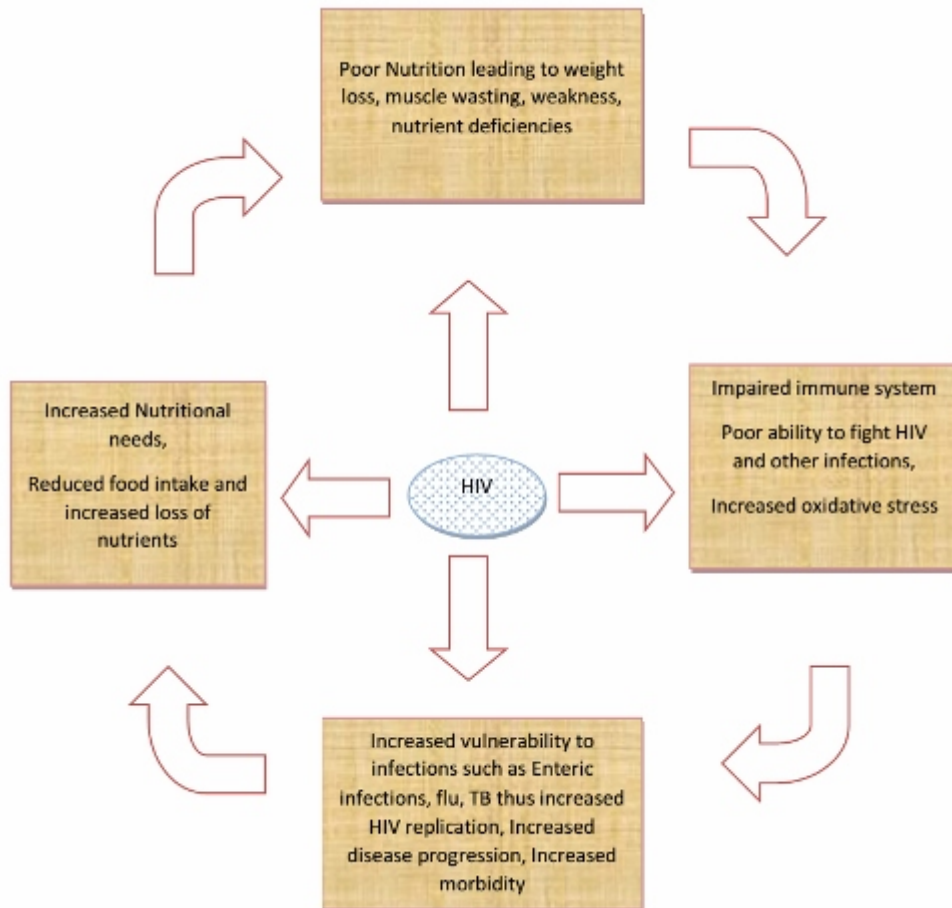 Poor Nutrition leading to weight
loss, muscle wasting, weakness,
nutrient deficiencies
Increased Nutritional
needs,
Reduced food intake and
increased loss of
nutrients
HIV
Impaired immune system
Poor ability to fight HIV
and other infections,
Increased oxidative stress
Increased vulnerability to
infections such as Enteric
infections, flu, TB thus increased
HIV replication, Increased
disease progression, Increased
morbidity